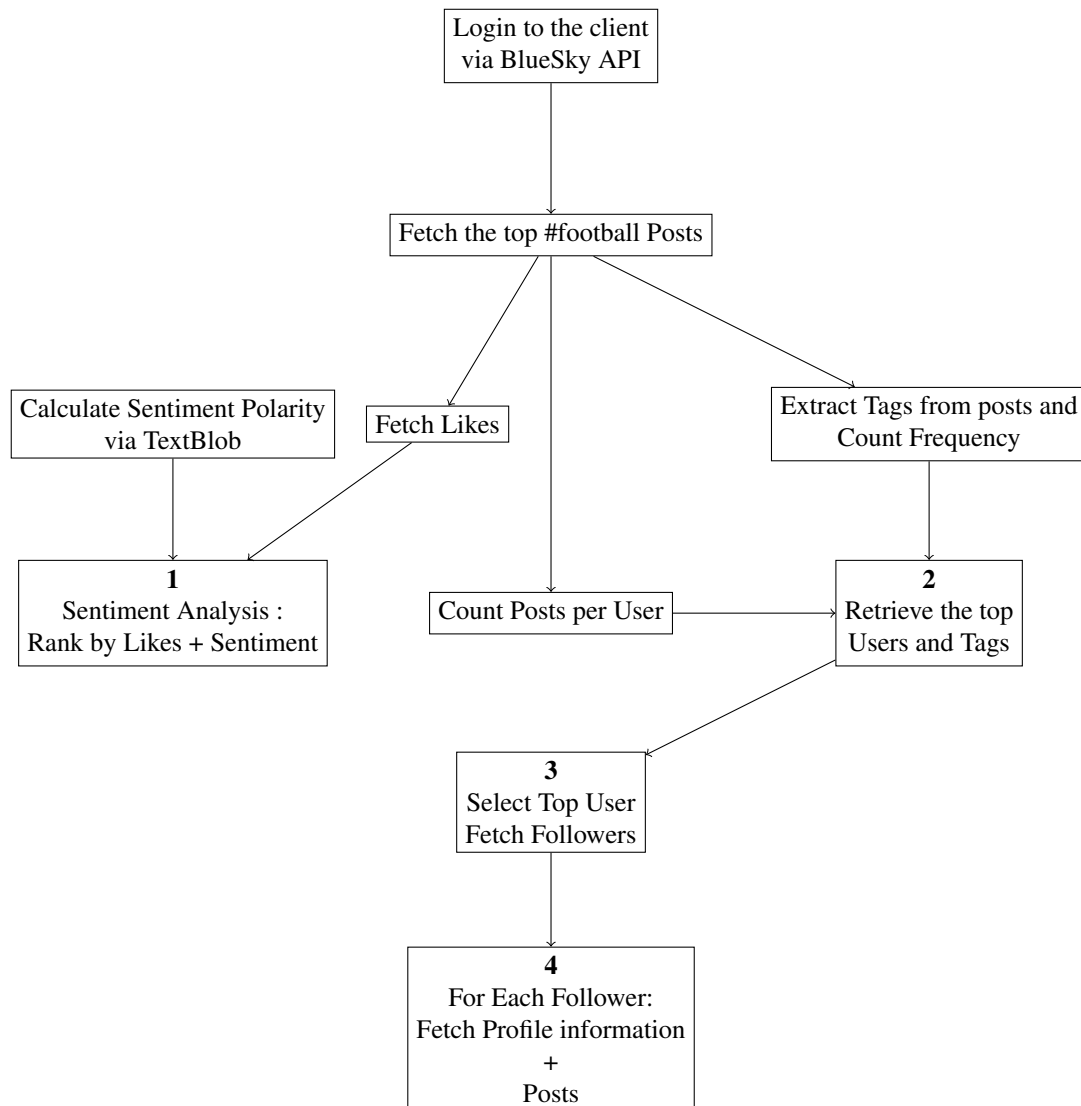 Login to the client
via BlueSky API
Fetch the top #football Posts
Calculate Sentiment Polarity
via TextBlob
Fetch Likes
Extract Tags from posts and
Count Frequency
1
Sentiment Analysis :
Rank by Likes + Sentiment
Count Posts per User
2
Retrieve the top
Users and Tags
3
Select Top User
Fetch Followers
4
For Each Follower:
Fetch Profile information
+
Posts